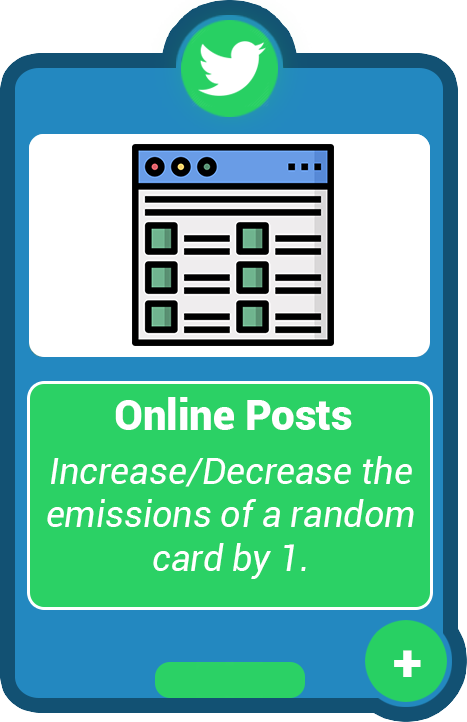 Online Posts
Increase/Decrease the
emissions of a random
card by 1.
+